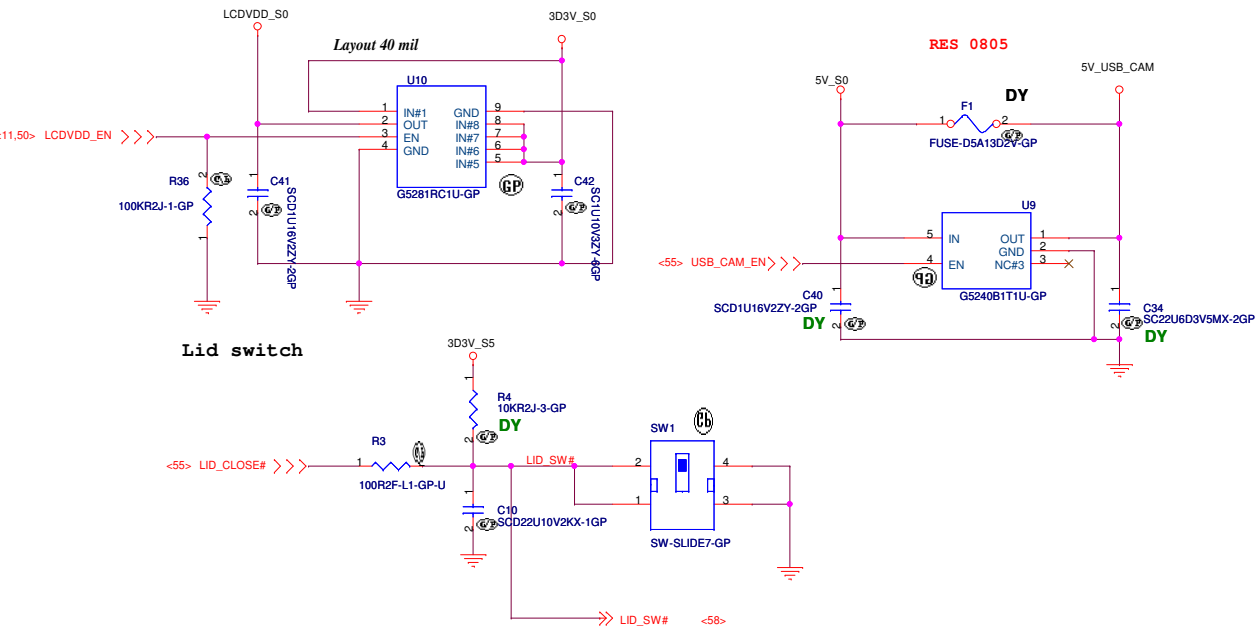 LCDVDD_S0
3D3V_S0
Layout 40 mil
U10
1 IN#1 GND 9
2 OUT IN#8 8
3 EN IN#7 7
4 GND IN#6 6
IN#5 5
G5281RC1U-GP
GP
11,50> LCDVDD_EN
R36
2
100KR2J-1-GP
1
C41
1
2
SCD1U16V2ZY-2GP
C42
1
2
SC1U10V3ZY-6GP
RES 0805
5V_S0
5V_USB_CAM
F1
DY
1 2
FUSE-D5A13D2V-GP
U9
5 IN OUT 1
GND 2
4 EN NC#3 3
G5240B1T1U-GP
<55> USB_CAM_EN
C40
1
SCD1U16V2ZY-2GP
DY 2
1
C34
SC22U6D3V5MX-2GP
2
DY
Lid switch
3D3V_S5
1
R4
10KR2J-3-GP
DY
2
R3
<55> LID_CLOSE#
1
100R2F-L1-GP-U
LID_SW#
1
C10
SCD22U10V2KX-1GP
2
SW1
2 4
1 3
SW-SLIDE7-GP
LID_SW# <58>